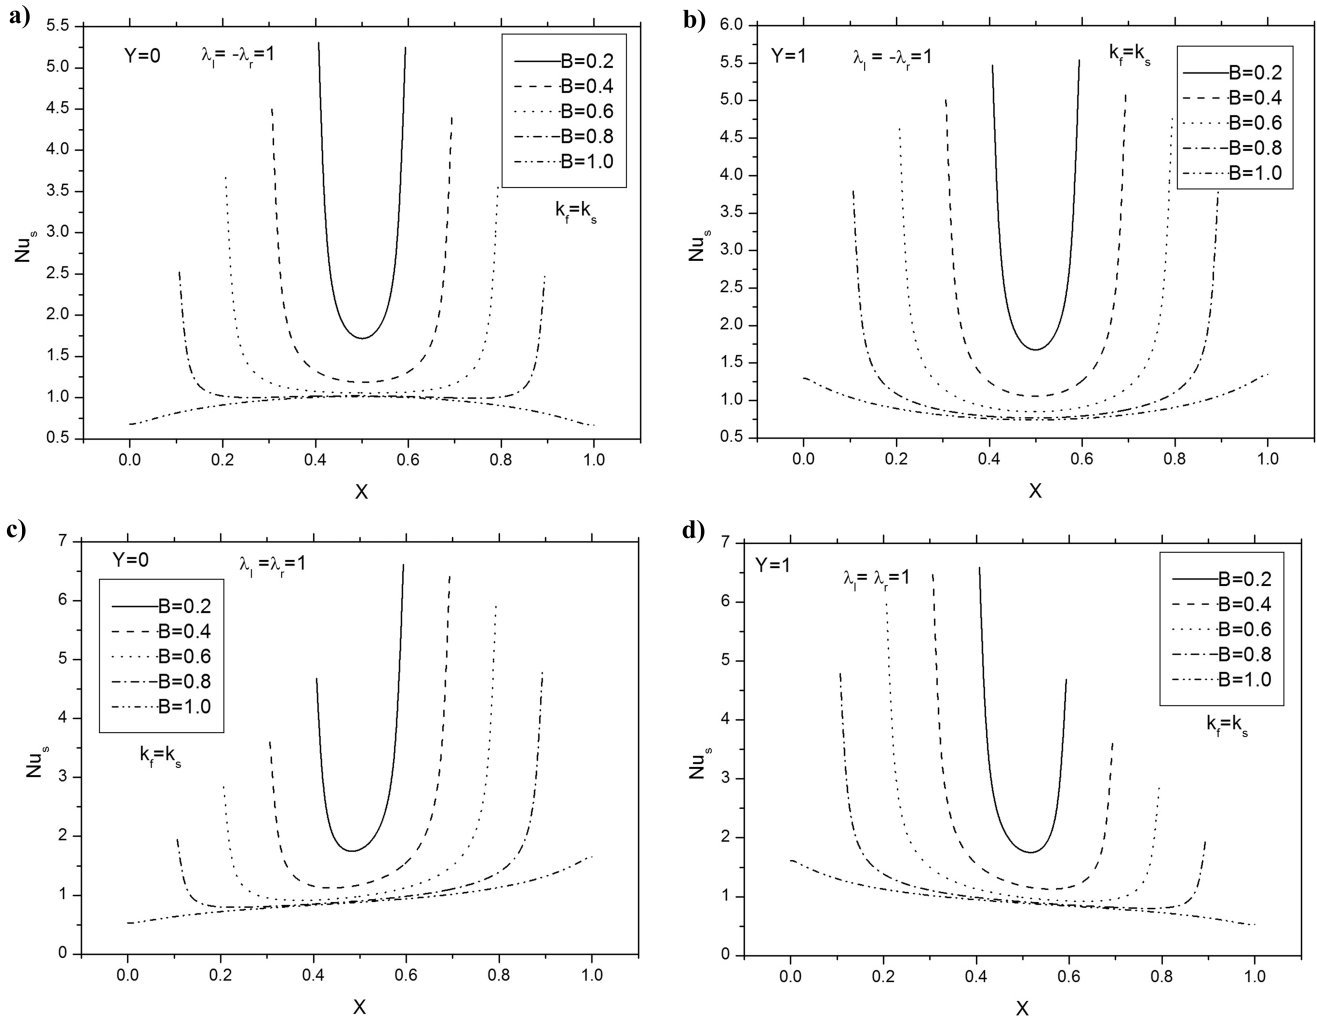 a)
Y=0 λl= -λr=1
B=0.2
B=0.4
B=0.6
B=0.8
B=1.0
kf=ks
5.5
5.0
4.5
4.0
3.5
3.0
2.5
2.0
1.5
1.0
0.5
Nus
0.0 0.2 0.4 0.6 0.8 1.0
X
b)
Y=1 λl = -λr=1
kf=ks
B=0.2
B=0.4
B=0.6
B=0.8
B=1.0
6.0
5.5
5.0
4.5
4.0
3.5
3.0
2.5
2.0
1.5
1.0
0.5
Nus
0.0 0.2 0.4 0.6 0.8 1.0
X
c)
Y=0 λl =λr=1
B=0.2
B=0.4
B=0.6
B=0.8
B=1.0
kf=ks
7
6
5
4
3
2
1
0
Nus
0.0 0.2 0.4 0.6 0.8 1.0
X
d)
Y=1 λl= λr=1
B=0.2
B=0.4
B=0.6
B=0.8
B=1.0
kf=ks
7
6
5
4
3
2
1
0
Nus
0.0 0.2 0.4 0.6 0.8 1.0
X